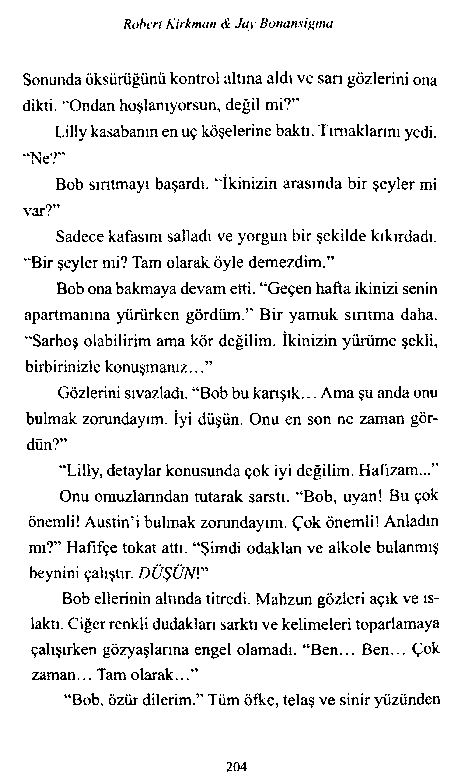 Robert Kirkman & Jay Bonansigma
Sonunda öksürüğünü kontrol altına aldı ve sarı gözlerini ona
dikti. “Ondan hoşlanıyorsun, değil mi?”
Lilly kasabanın en uç köşelerine baktı. Tırnaklarını yedi.
“Ne?”
Bob sırıtmayı başardı. “İkinizin arasında bir şeyler mi
var?”
Sadece kafasını salladı ve yorgun bir şekilde kıkırdadı.
“Bir şeyler mi? Tam olarak öyle demezdim.”
Bob ona bakmaya devam etti. “Geçen hafta ikinizi senin
apartmanına yürürken gördüm.” Bir yamuk sırıtma daha.
“Sarhoş olabilirim ama kör değilim. İkinizin yürüme şekli,
birbirinizle konuşmanız...”
Gözlerini sıvazladı. “Bob bu karışık... Ama şu anda onu
bulmak zorundayım. İyi düşün. Onu en son ne zaman gör-
dün?”
“Lilly, detaylar konusunda çok iyi değilim. Hafızam...”
Onu omuzlarından tutarak sarstı. “Bob, uyan! Bu çok
önemli! Austin’i bulmak zorundayım. Çok önemli! Anladın
mı?” Hafifçe tokat attı. “Şimdi odaklan ve alkole bulanmış
beynini çalıştır. DÜŞÜN!”
Bob ellerinin altında titredi. Mahzun gözleri açık ve ıs-
laktı. Ciğer renkli dudakları sarktı ve kelimeleri toparlamaya
çalışırken gözyaşlarına engel olamadı. “Ben... Ben... Çok
zaman... Tam olarak...”
“Bob, özür dilerim.” Tüm öfke, telaş ve sinir yüzünden
204